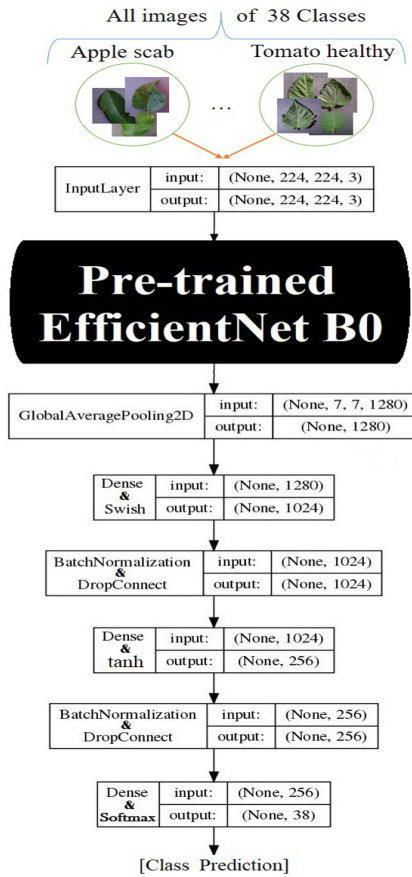 All images of 38 Classes
Apple scab
Tomato healthy
...
InputLayer
input: (None, 224, 224, 3)
output: (None, 224, 224, 3)
Pre-trained
EfficientNet B0
GlobalAveragePooling2D
input: (None, 7, 7, 1280)
output: (None, 1280)
Dense
&
Swish
input: (None, 1280)
output: (None, 1024)
BatchNormalization
&
DropConnect
input: (None, 1024)
output: (None, 1024)
Dense
&
tanh
input: (None, 1024)
output: (None, 256)
BatchNormalization
&
DropConnect
input: (None, 256)
output: (None, 256)
Dense
&
Softmax
input: (None, 256)
output: (None, 38)
[Class Prediction]